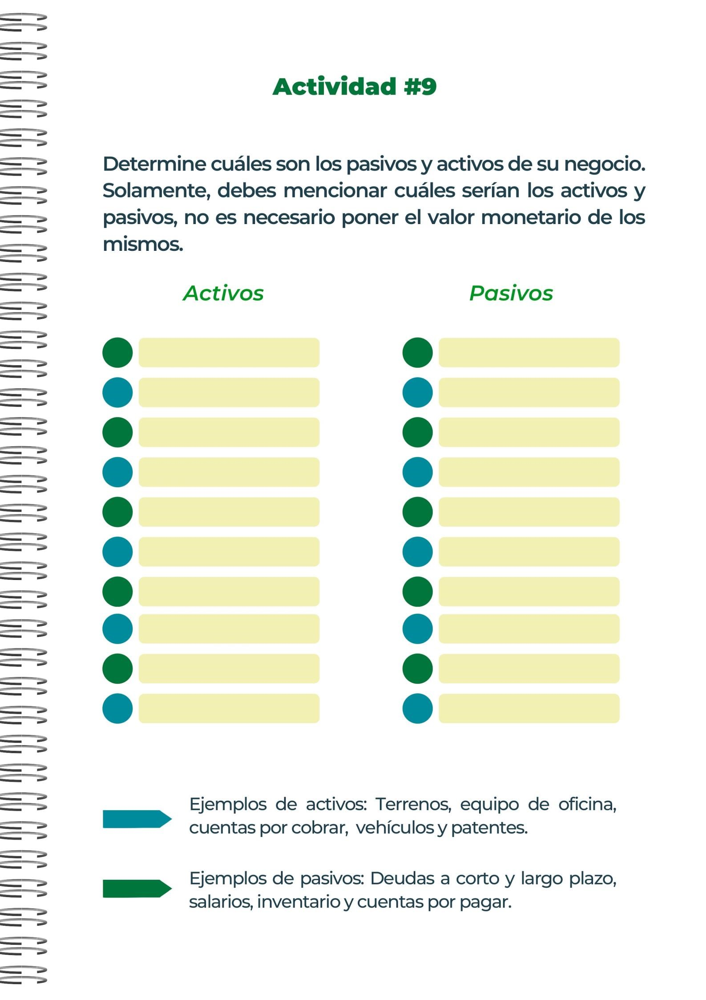 Actividad #9
Determine cuáles son los pasivos y activos de su negocio.
Solamente, debes mencionar cuáles serían los activos y
pasivos, no es necesario poner el valor monetario de los
mismos.
Activos
Pasivos
Ejemplos de activos: Terrenos, equipo de oficina,
cuentas por cobrar, vehículos y patentes.
Ejemplos de pasivos: Deudas a corto y largo plazo,
salarios, inventario y cuentas por pagar.